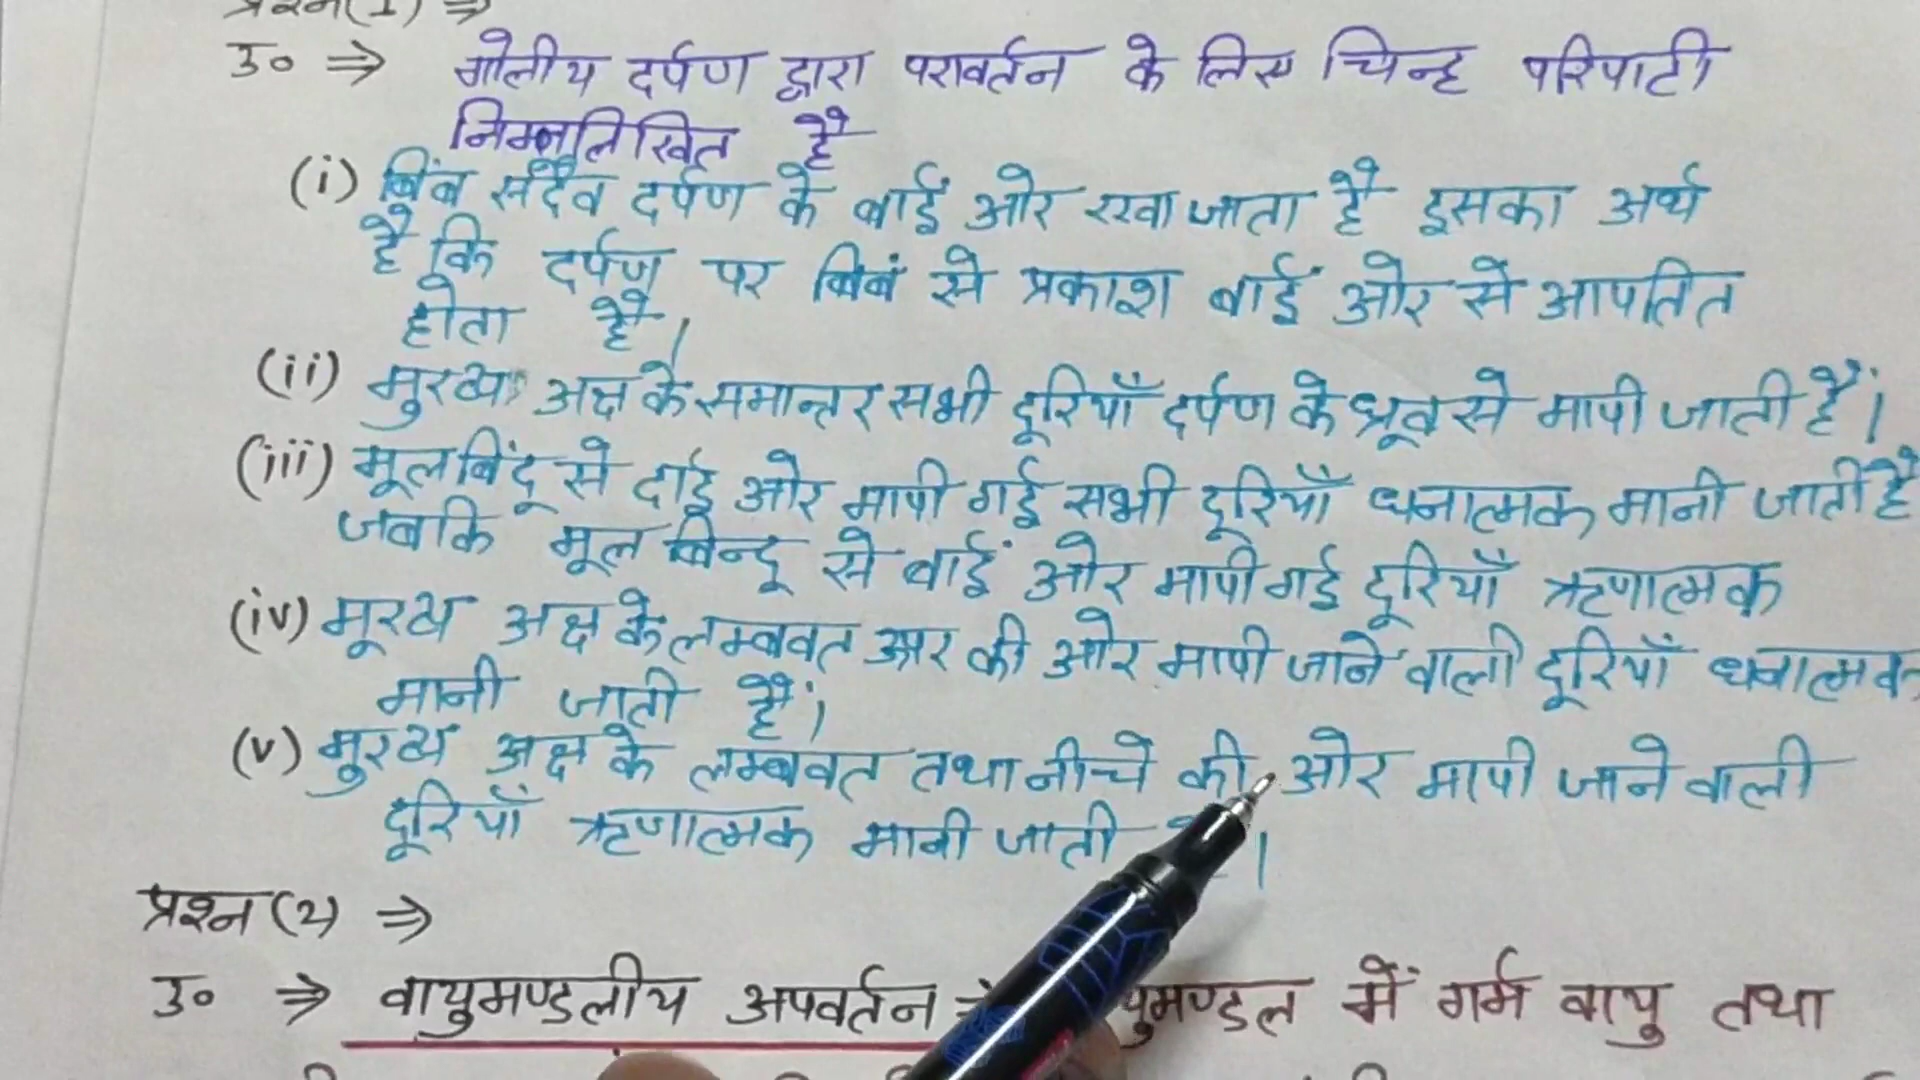 प्रश्न(1) ⇒
उ० ⇒ गोलीय दर्पण द्वारा परावर्तन के लिए चिन्ह परिपाटी
निम्नलिखित है
(i) बिंब सदैव दर्पण के बाईं ओर रखा जाता है इसका अर्थ
है कि दर्पण पर बिंब से प्रकाश बाईं ओर से आपतित
होता है।
(ii) मुख्य अक्ष के समान्तर सभी दूरियाँ दर्पण के ध्रूव से मापी जाती हैं।
(iii) मूल बिंदू से दाई ओर मापी गई सभी दूरियाँ धनात्मक मानी जाती है
जबकि मूल बिन्दू से बाईं ओर मापी गई दूरियाँ ऋणात्मक
(iv) मूख्य अक्ष के लम्बवत ऊपर की ओर मापी जाने वाली दूरियाँ धनात्मक
मानी जाती हैं।
(v) मुख्य अक्ष के लम्बवत तथा नीचे की ओर मापी जाने वाली
दूरियाँ ऋणात्मक मानी जाती ।
प्रश्न (2) ⇒
उ० ⇒ वायुमण्डलीय अपवर्तन युमण्डल में गर्म वायु तथा